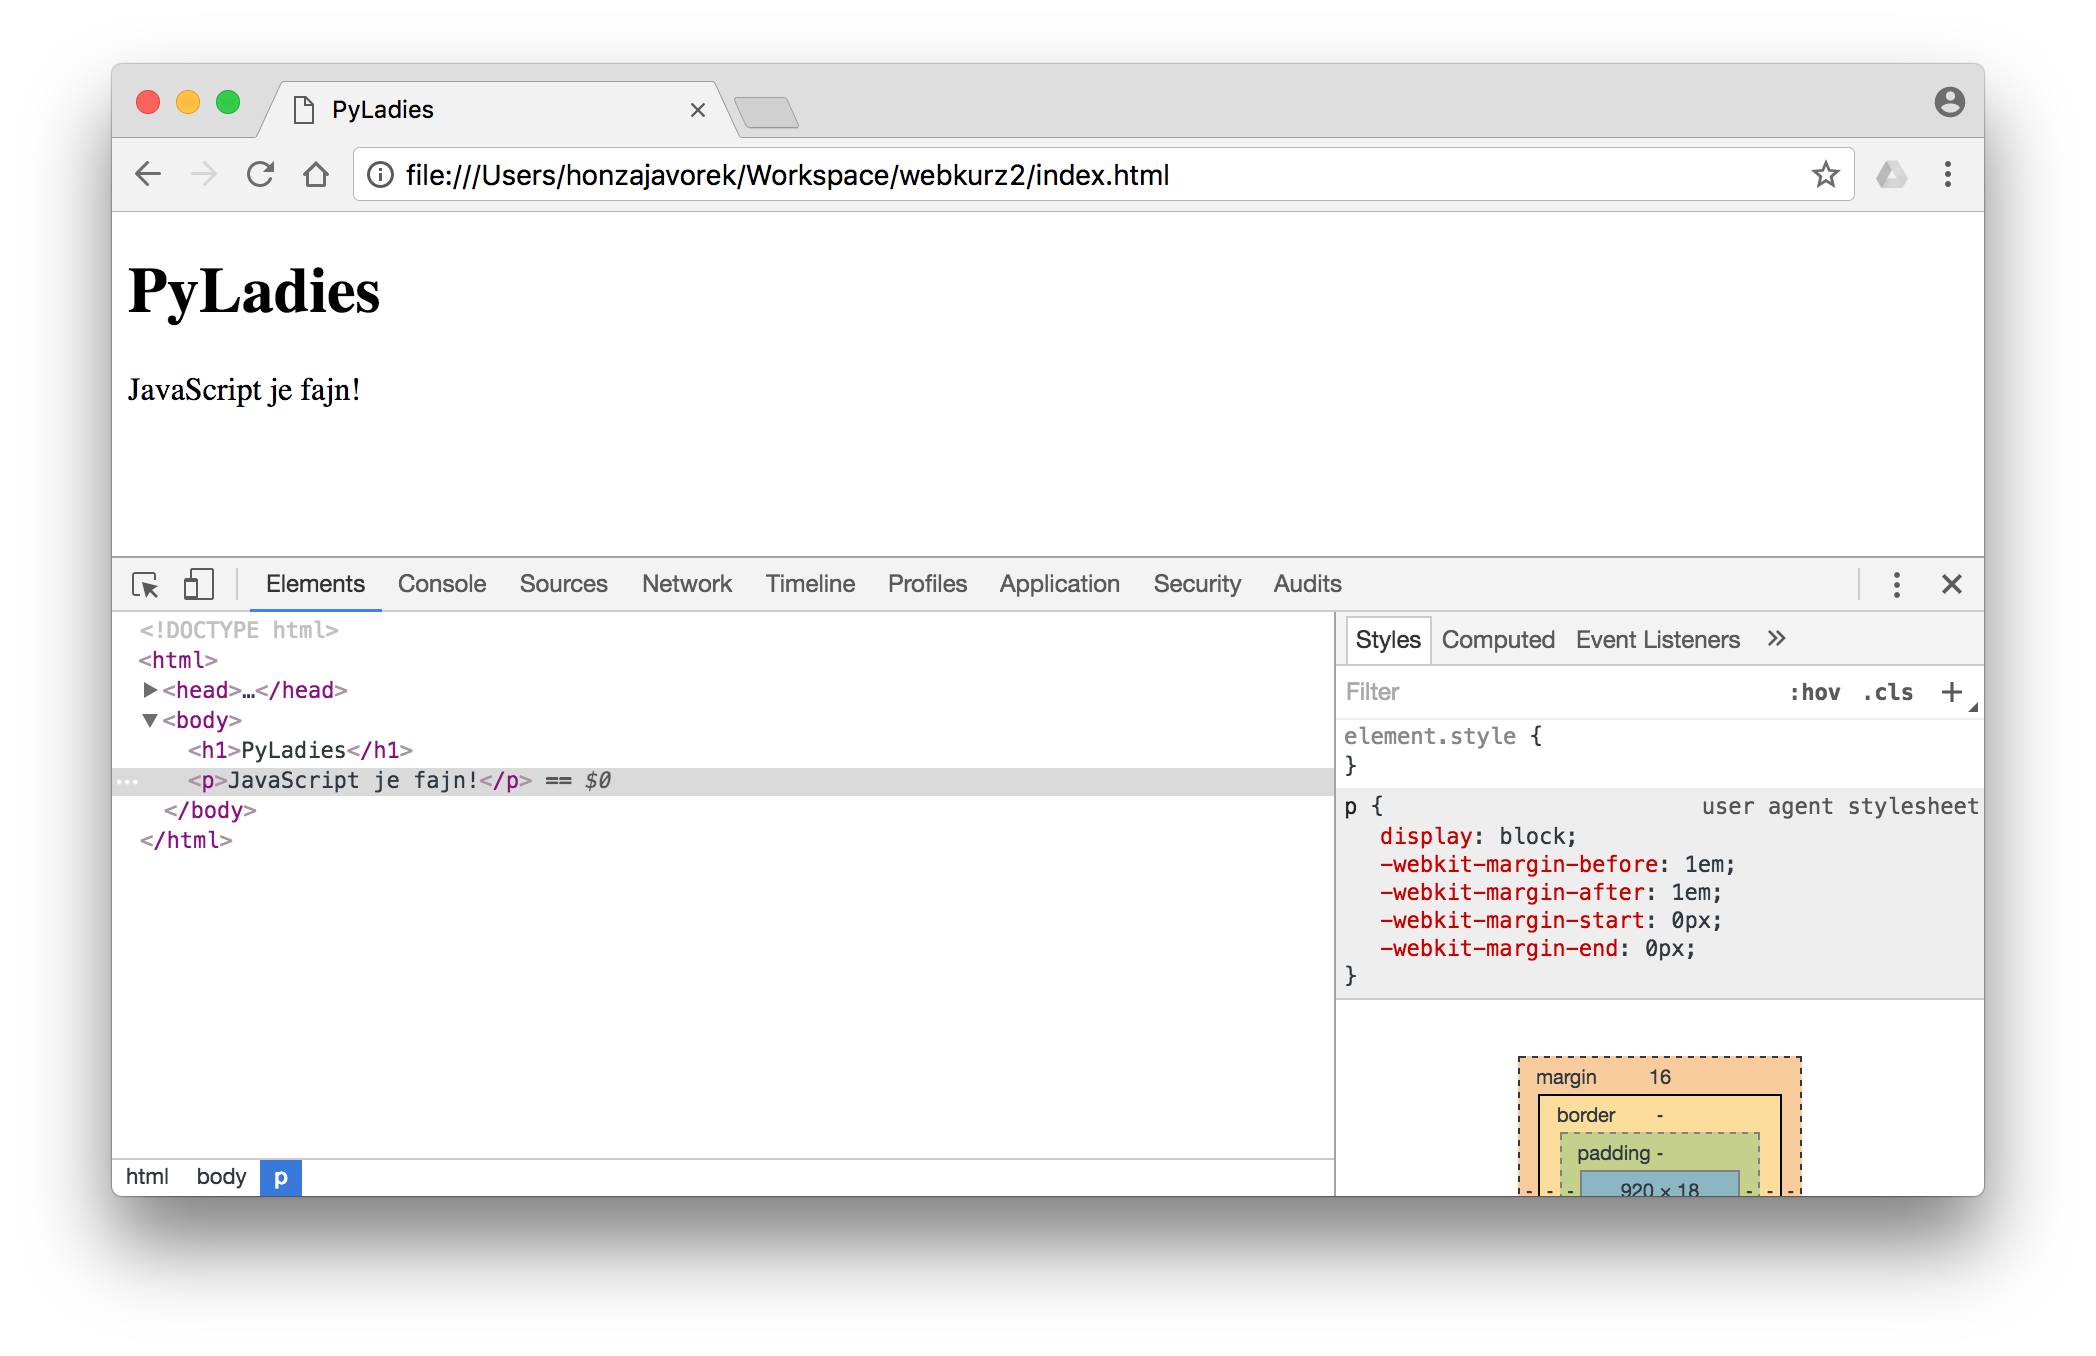 PyLadies
file:///Users/honzajavorek/Workspace/webkurz2/index.html
PyLadies
JavaScript je fajn!
Elements Console Sources Network Timeline Profiles Application Security Audits
<!DOCTYPE html>
<html>
<head>…</head>
<body>
<h1>PyLadies</h1>
<p>JavaScript je fajn!</p> == $0
</body>
</html>
html body p
Styles Computed Event Listeners »
Filter :hov .cls +
element.style {
}
p { user agent stylesheet
display: block;
-webkit-margin-before: 1em;
-webkit-margin-after: 1em;
-webkit-margin-start: 0px;
-webkit-margin-end: 0px;
}
margin 16
border -
padding -
- - - 920 × 18 - - -